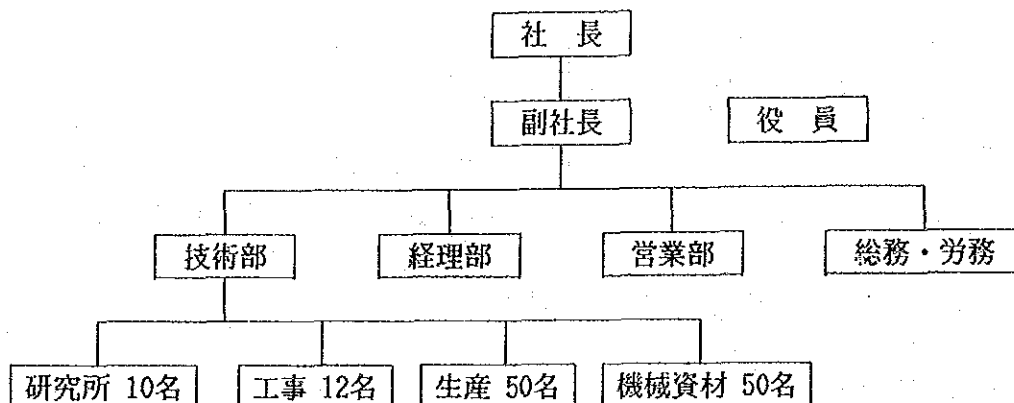 社 長
副社長 役 員
技術部 経理部 営業部 総務・労務
研究所 10名 工事 12名 生産 50名 機械資材 50名